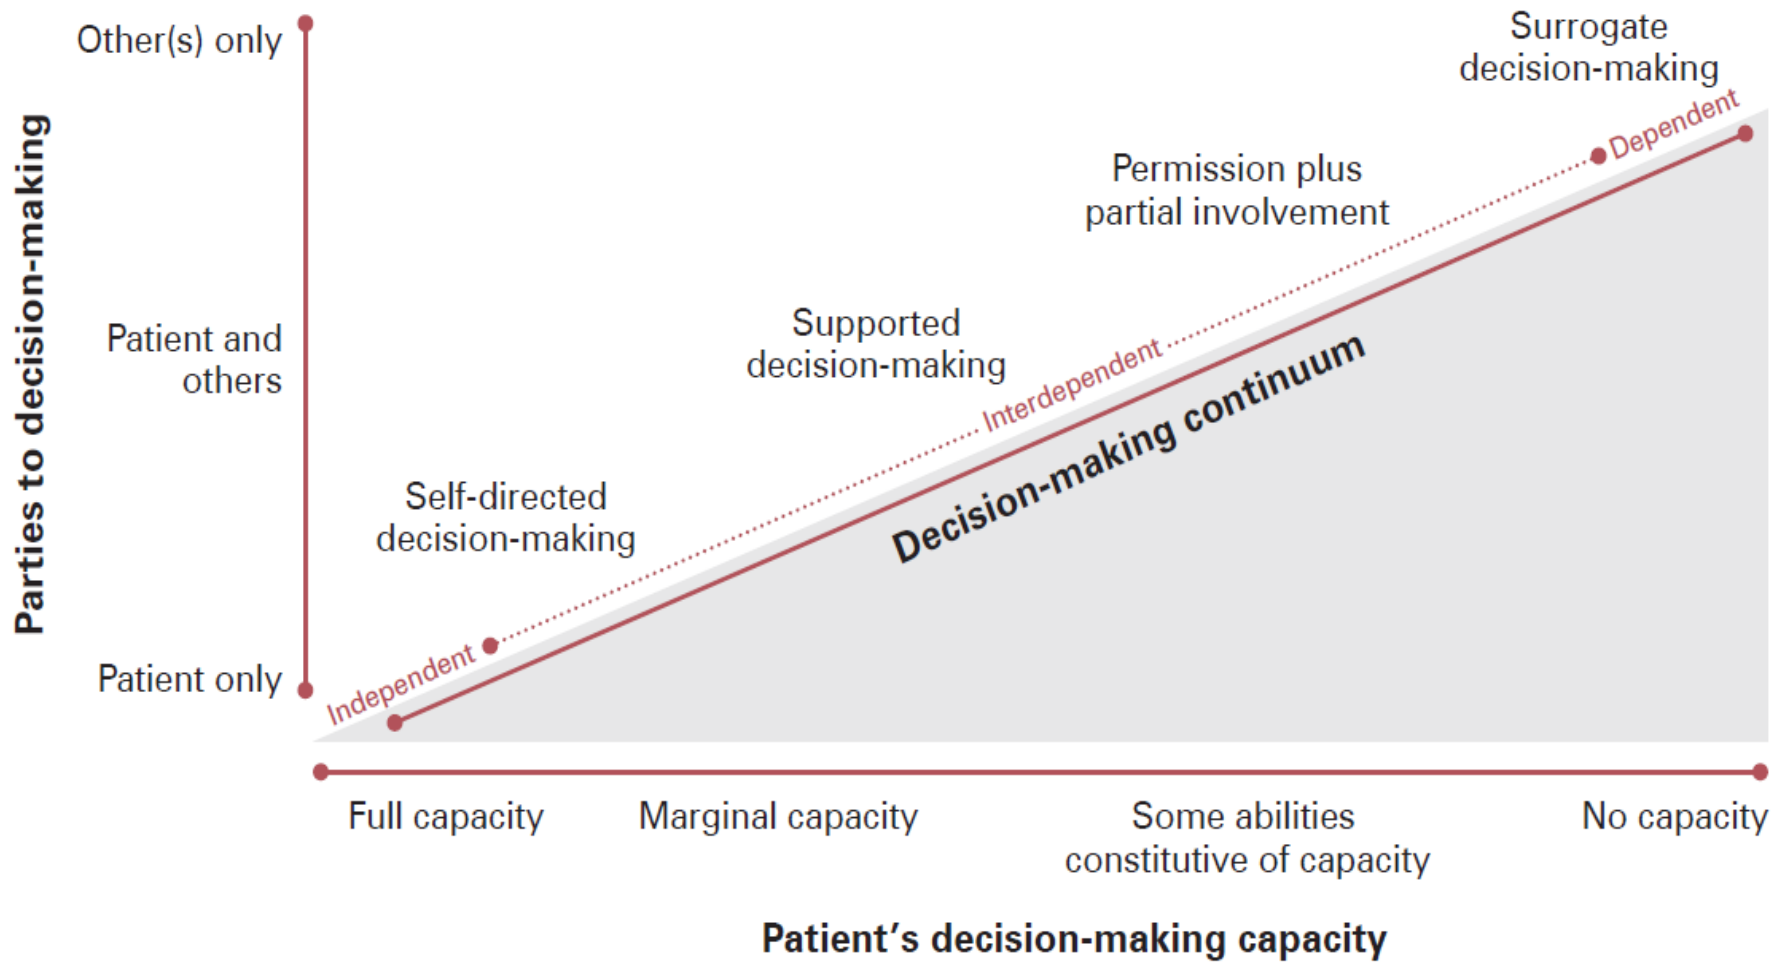 Other(s) only
Patient and
others
Patient only
Parties to decision-making
Surrogate
decision-making
Dependent
Permission plus
partial involvement
Supported
decision-making
Interdependent
Decision-making continuum
Self-directed
decision-making
Independent
Full capacity
Marginal capacity
Some abilities
constitutive of capacity
No capacity
Patient's decision-making capacity